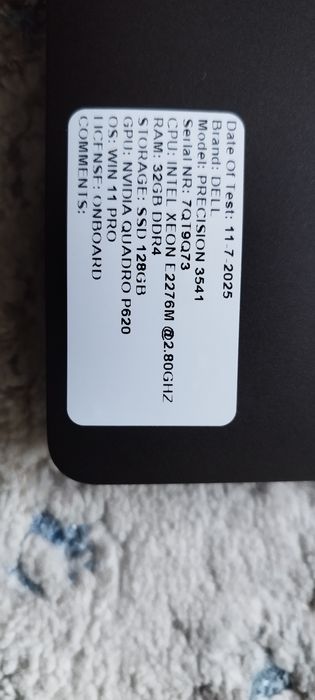 Date Of Test: 11-7-2025
Brand: DELL
Model: PRECISION 3541
Serial NR: 7QT9Q73
CPU: INTEL XEON E2276M @2.80GHZ
RAM: 32GB DDR4
STORAGE: SSD 128GB
GPU: NVIDIA QUADRO P620
OS: WIN 11 PRO
LICENSE: ONBOARD
COMMENTS: